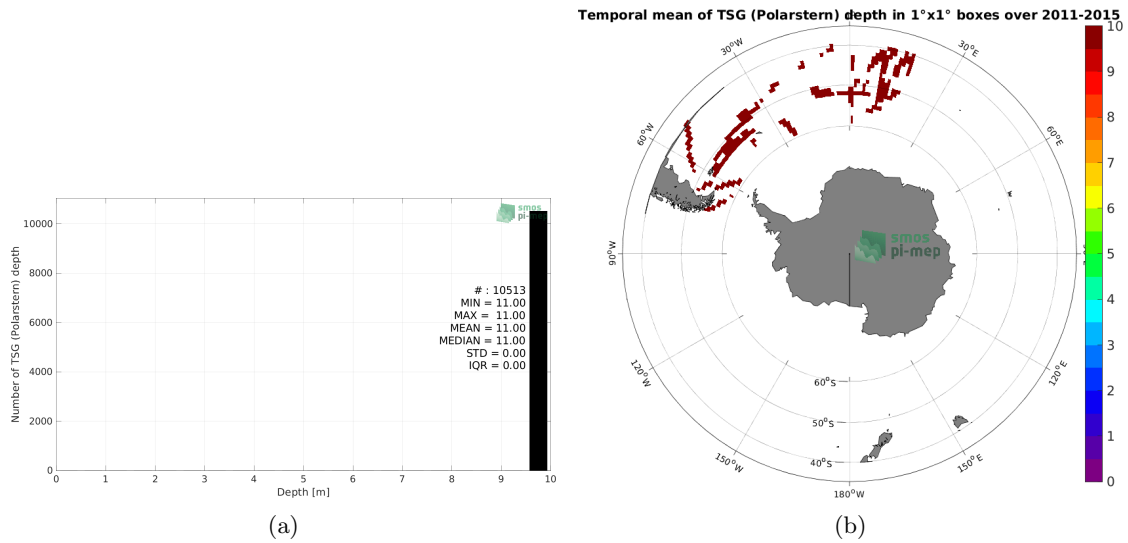 Number of TSG (Polarstern) depth
10000
8000
6000
4000
2000
0
smos
pi-mep
# : 10513
MIN = 11.00
MAX = 11.00
MEAN = 11.00
MEDIAN = 11.00
STD = 0.00
IQR = 0.00
0 1 2 3 4 5 6 7 8 9 10
Depth [m]
(a)
Temporal mean of TSG (Polarstern) depth in 1°x1° boxes over 2011-2015
30°W
30°E
60°W
60°E
90°W
120°W
120°E
150°W
150°E
180°W
60°S
50°S
40°S
smos
pi-mep
10
9
8
7
6
5
4
3
2
1
0
(b)